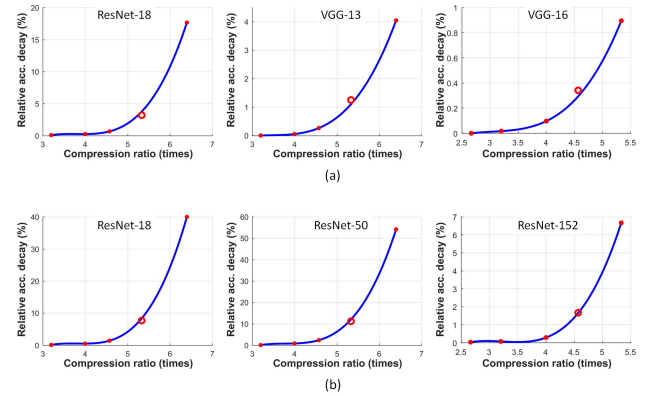 ResNet-18
Relative acc. decay (%)
20
15
10
5
0
3 4 5 6 7
Compression ratio (times)
VGG-13
Relative acc. decay (%)
4
3
2
1
0
3 4 5 6 7
Compression ratio (times)
VGG-16
Relative acc. decay (%)
1
0.8
0.6
0.4
0.2
0
2.5 3 3.5 4 4.5 5 5.5
Compression ratio (times)
(a)
ResNet-18
Relative acc. decay (%)
40
30
20
10
0
3 4 5 6 7
Compression ratio (times)
ResNet-50
Relative acc. decay (%)
60
50
40
30
20
10
0
3 4 5 6 7
Compression ratio (times)
ResNet-152
Relative acc. decay (%)
7
6
5
4
3
2
1
0
2.5 3 3.5 4 4.5 5 5.5
Compression ratio (times)
(b)